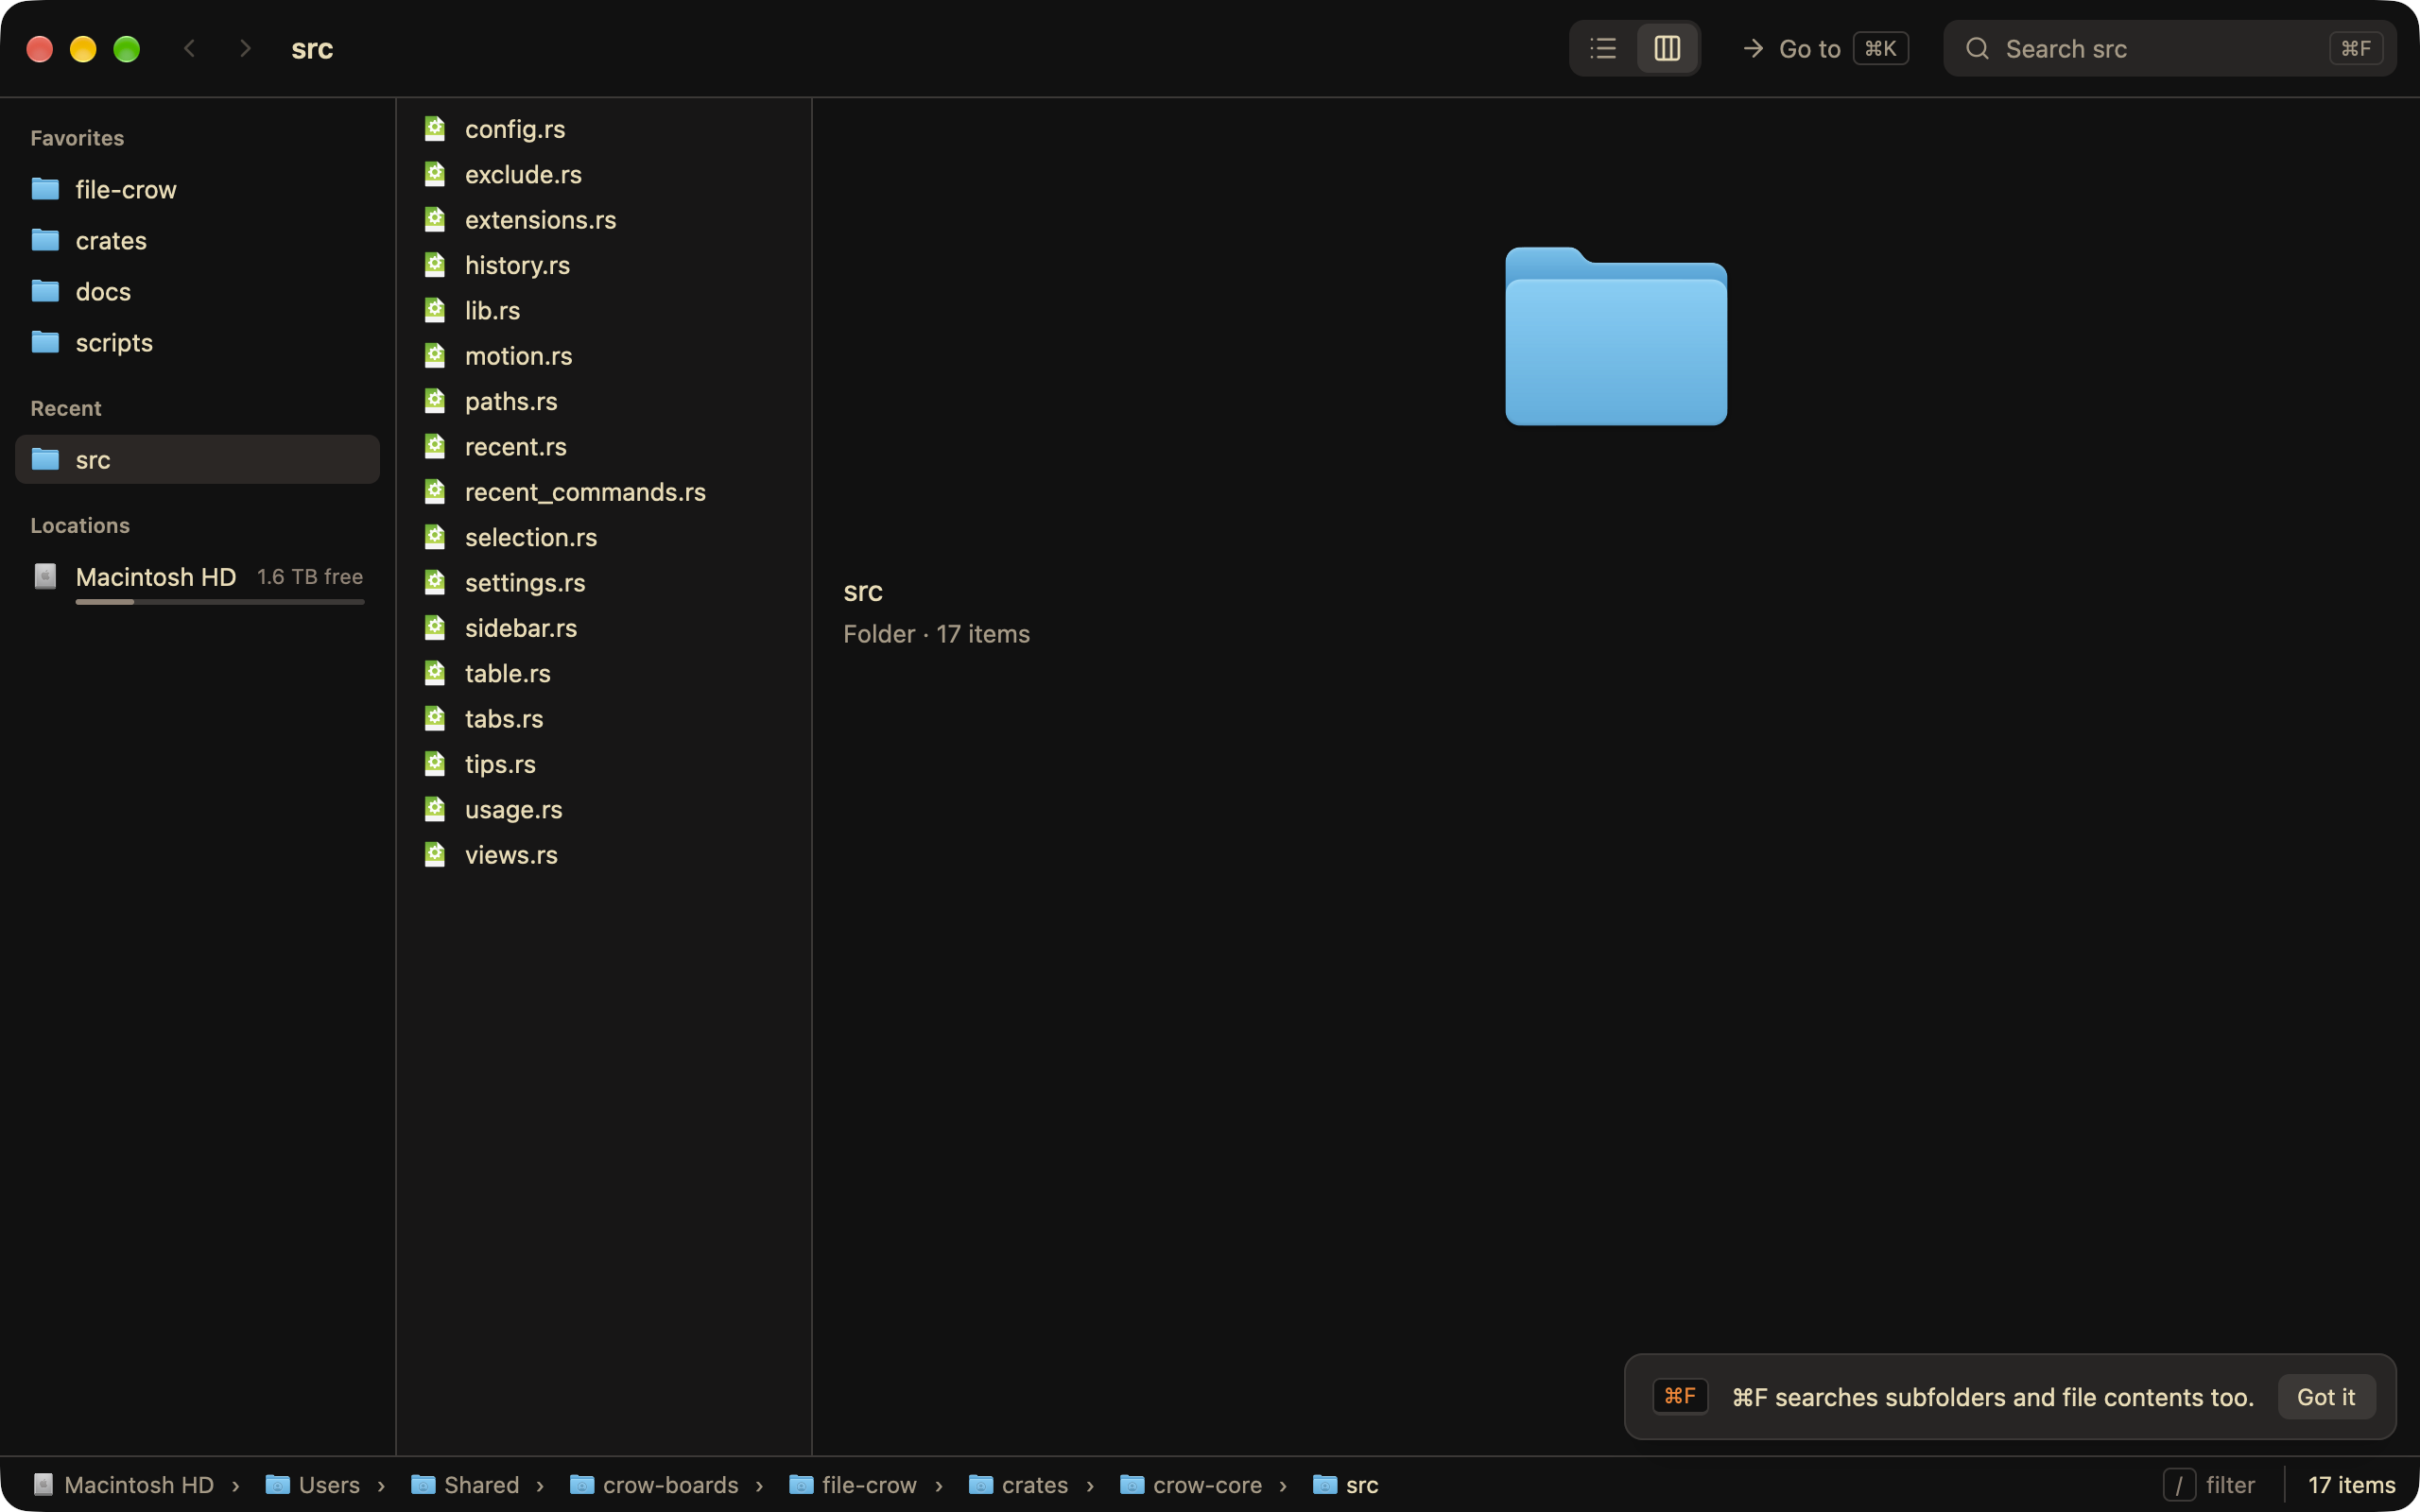 src
Go to ⌘K
Search src ⌘F
Favorites
file-crow
crates
docs
scripts
Recent
src
Locations
Macintosh HD 1.6 TB free
config.rs
exclude.rs
extensions.rs
history.rs
lib.rs
motion.rs
paths.rs
recent.rs
recent_commands.rs
selection.rs
settings.rs
sidebar.rs
table.rs
tabs.rs
tips.rs
usage.rs
views.rs
src
Folder · 17 items
⌘F ⌘F searches subfolders and file contents too. Got it
Macintosh HD › Users › Shared › crow-boards › file-crow › crates › crow-core › src
/ filter 17 items